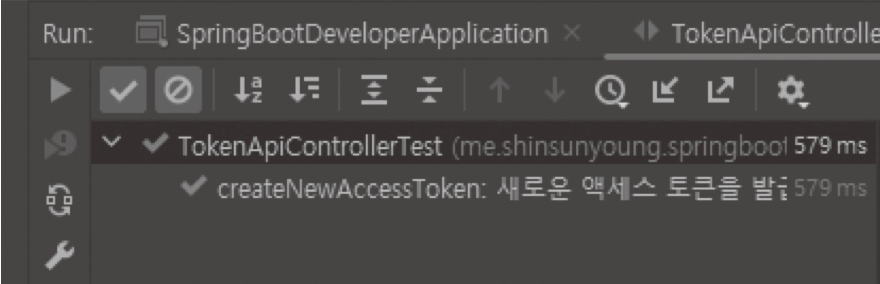 Run: SpringBootDeveloperApplication × TokenApiControlle
TokenApiControllerTest (me.shinsunyoung.springboot 579 ms
createNewAccessToken: 새로운 액세스 토큰을 579 ms